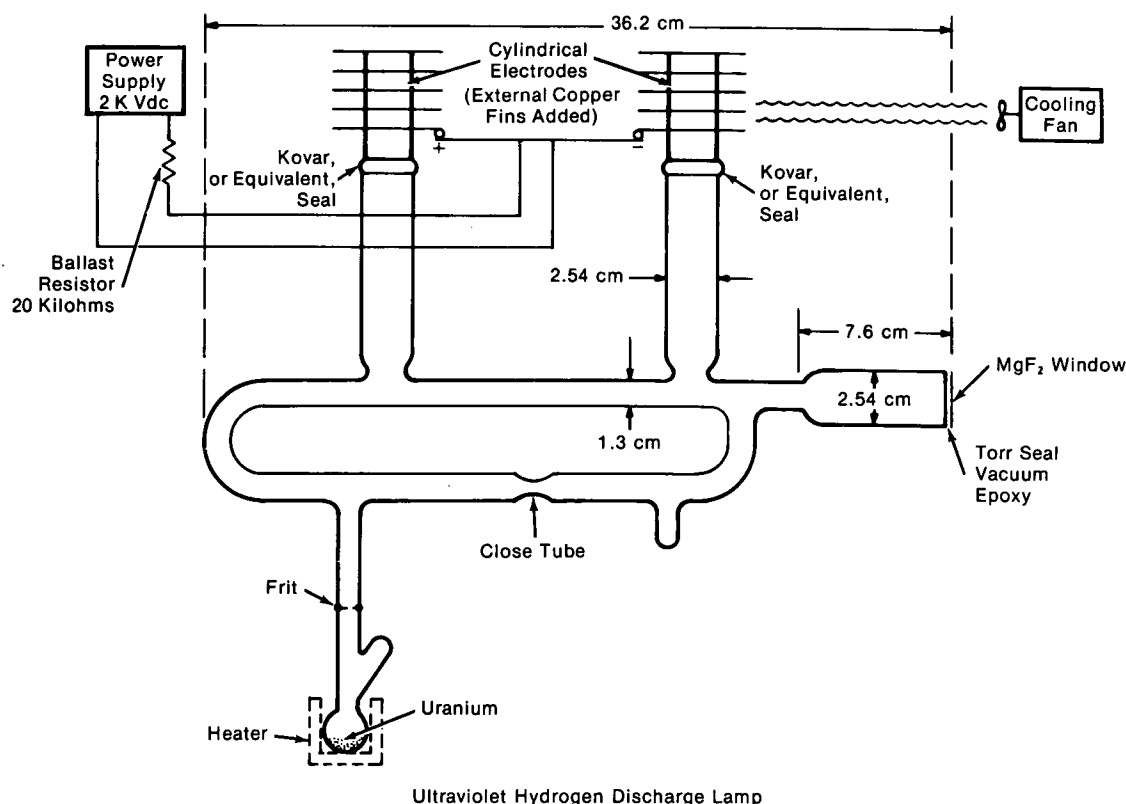 36.2 cm
Power
Supply
2 K Vdc
Cylindrical
Electrodes
(External Copper
Fins Added)
Cooling
Fan
+
−
Kovar,
or Equivalent,
Seal
Kovar,
or Equivalent,
Seal
Ballast
Resistor
20 Kilohms
2.54 cm
7.6 cm
MgF₂ Window
2.54 cm
1.3 cm
Torr Seal
Vacuum
Epoxy
Close Tube
Frit
Uranium
Heater
Ultraviolet Hydrogen Discharge Lamp